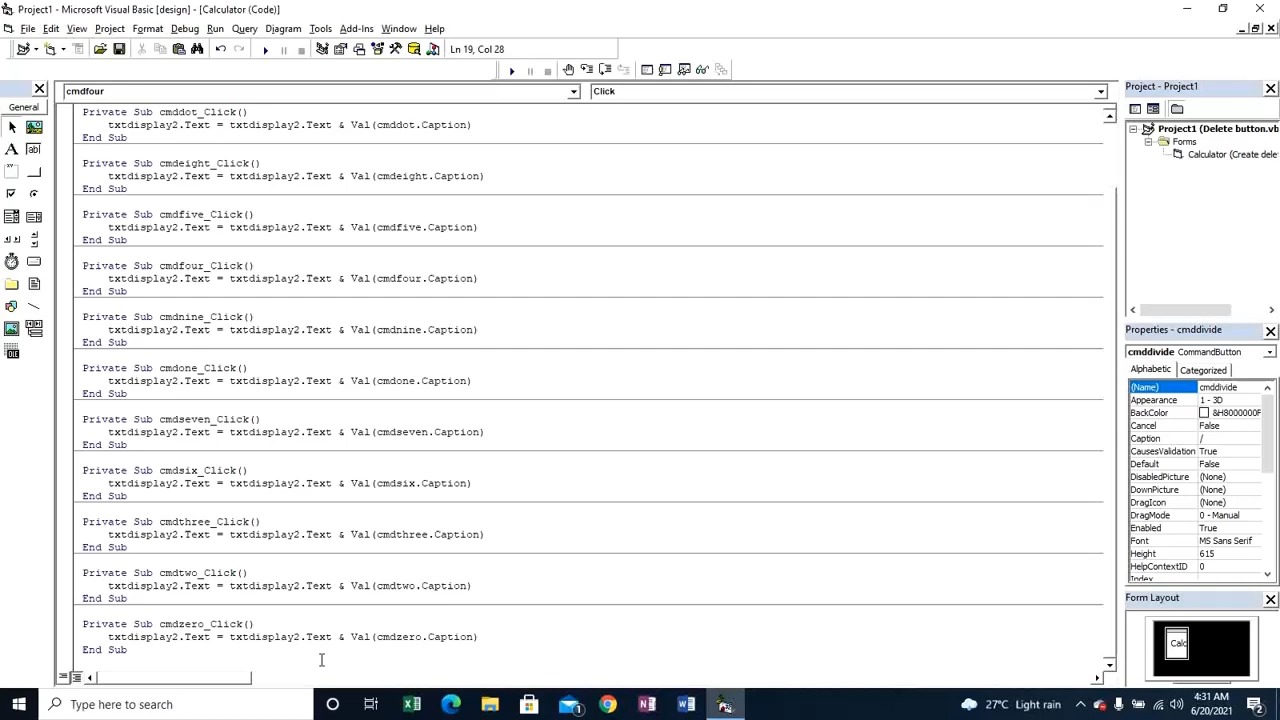 Project1 - Microsoft Visual Basic [design] - [Calculator (Code)]
File Edit View Project Format Debug Run Query Diagram Tools Add-Ins Window Help
Ln 19, Col 28
General
cmdfour
Click
Private Sub cmddot_Click()
txtdisplay2.Text = txtdisplay2.Text & Val(cmddot.Caption)
End Sub
Private Sub cmdeight_Click()
txtdisplay2.Text = txtdisplay2.Text & Val(cmdeight.Caption)
End Sub
Private Sub cmdfive_Click()
txtdisplay2.Text = txtdisplay2.Text & Val(cmdfive.Caption)
End Sub
Private Sub cmdfour_Click()
txtdisplay2.Text = txtdisplay2.Text & Val(cmdfour.Caption)
End Sub
Private Sub cmdnine_Click()
txtdisplay2.Text = txtdisplay2.Text & Val(cmdnine.Caption)
End Sub
Private Sub cmdone_Click()
txtdisplay2.Text = txtdisplay2.Text & Val(cmdone.Caption)
End Sub
Private Sub cmdseven_Click()
txtdisplay2.Text = txtdisplay2.Text & Val(cmdseven.Caption)
End Sub
Private Sub cmdsix_Click()
txtdisplay2.Text = txtdisplay2.Text & Val(cmdsix.Caption)
End Sub
Private Sub cmdthree_Click()
txtdisplay2.Text = txtdisplay2.Text & Val(cmdthree.Caption)
End Sub
Private Sub cmdtwo_Click()
txtdisplay2.Text = txtdisplay2.Text & Val(cmdtwo.Caption)
End Sub
Private Sub cmdzero_Click()
txtdisplay2.Text = txtdisplay2.Text & Val(cmdzero.Caption)
End Sub
Project - Project1
Project1 (Delete button.vb
Forms
Calculator (Create dele
Properties - cmddivide
cmddivide CommandButton
Alphabetic Categorized
(Name) cmddivide
Appearance 1 - 3D
BackColor &H8000000F
Cancel False
Caption /
CausesValidation True
Default False
DisabledPicture (None)
DownPicture (None)
DragIcon (None)
DragMode 0 - Manual
Enabled True
Font MS Sans Serif
Height 615
HelpContextID 0
Index
Form Layout
Calc
Type here to search
27°C Light rain
4:31 AM
6/20/2021